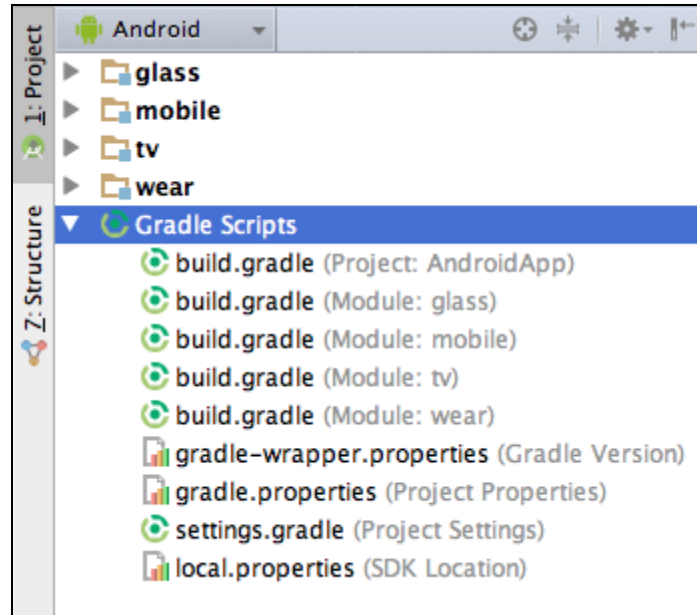 Android
1: Project
Z: Structure
glass
mobile
tv
wear
Gradle Scripts
build.gradle (Project: AndroidApp)
build.gradle (Module: glass)
build.gradle (Module: mobile)
build.gradle (Module: tv)
build.gradle (Module: wear)
gradle-wrapper.properties (Gradle Version)
gradle.properties (Project Properties)
settings.gradle (Project Settings)
local.properties (SDK Location)